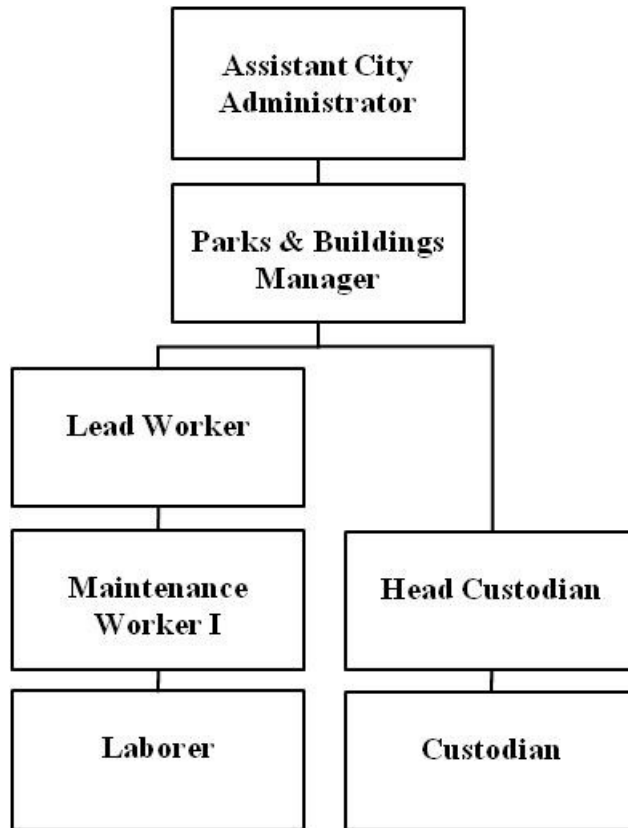 Assistant City
Administrator
Parks & Buildings
Manager
Lead Worker
Maintenance
Worker I
Head Custodian
Laborer
Custodian